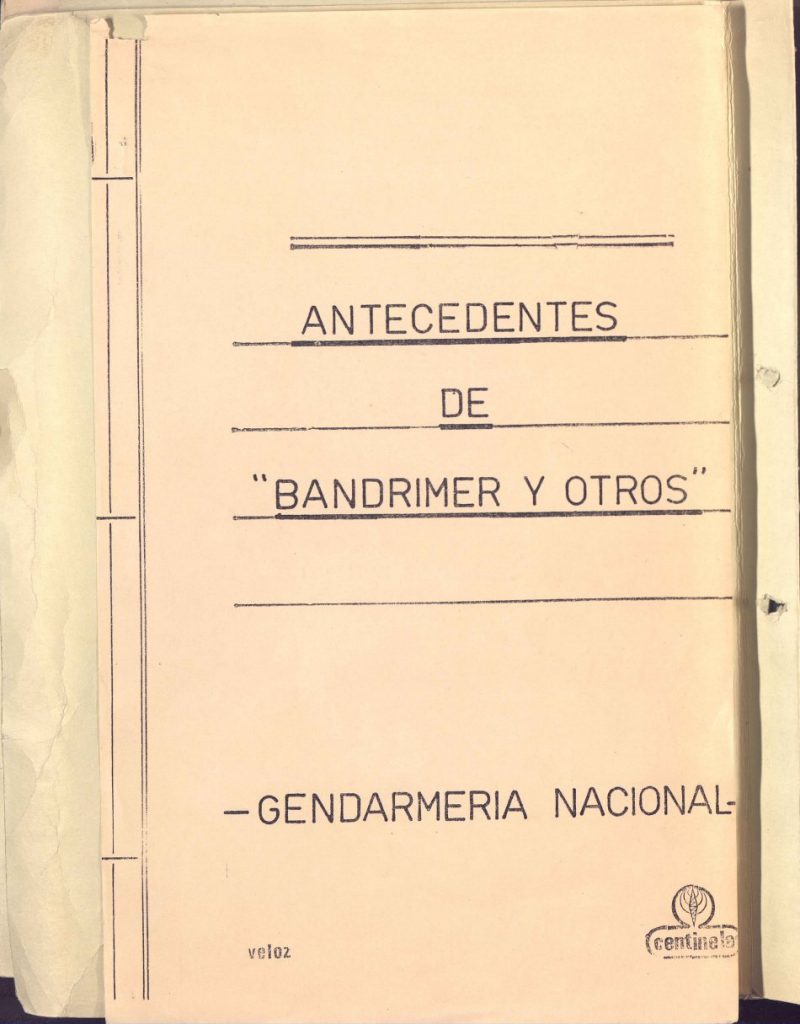 ANTECEDENTES
DE
"BANDRIMER Y OTROS"
-GENDARMERIA NACIONAL-
veloz
centinela